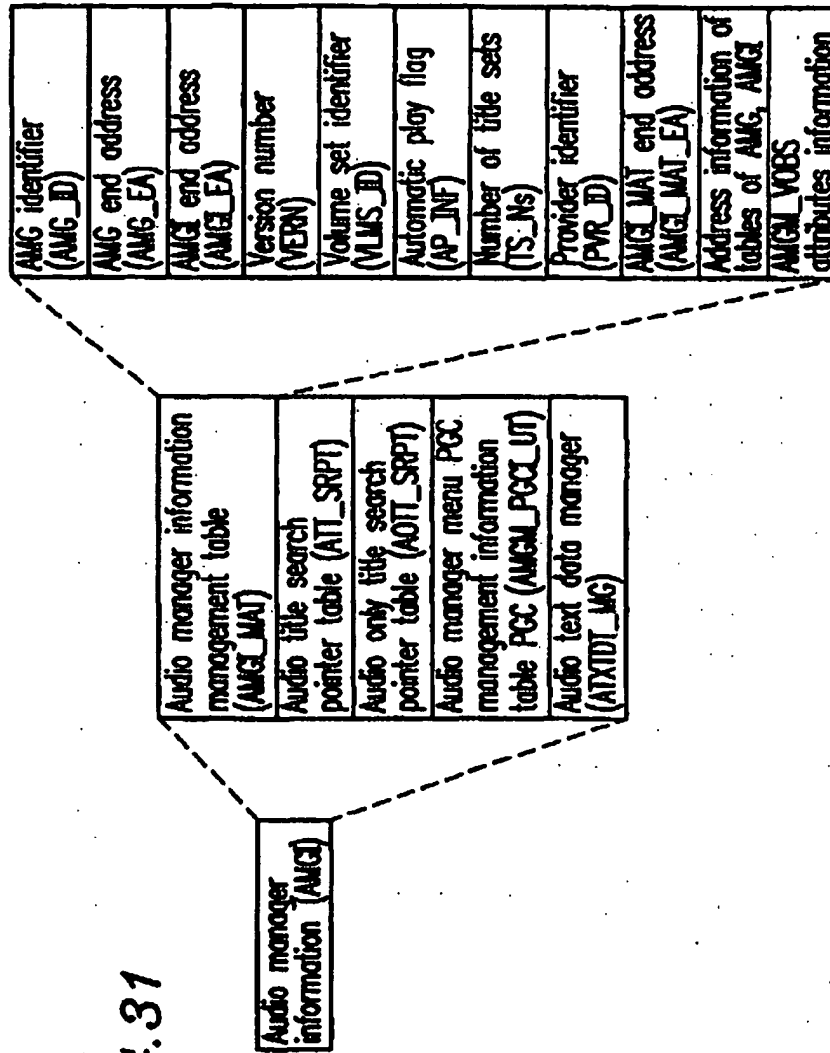 .31
Audio manager
information (AMGI)
Audio manager information
management table
(AMGI_MAT)
Audio title search
pointer table (ATT_SRPT)
Audio only title search
pointer table (AOTT_SRPT)
Audio manager menu PGC
management information
table PGC (AMGM_PGCI_UT)
Audio text data manager
(ATXTDT_MG)
AMG identifier
(AMG_ID)
AMG end address
(AMG_EA)
AMGI end address
(AMGI_EA)
Version number
(VERN)
Volume set identifier
(VLMS_ID)
Automatic play flag
(AP_INF)
Number of title sets
(TS_Ns)
Provider identifier
(PVR_ID)
AMGI_MAT end address
(AMGI_MAT_EA)
Address information of
tables of AMG, AMGI
AMGM_VOBS
attributes information